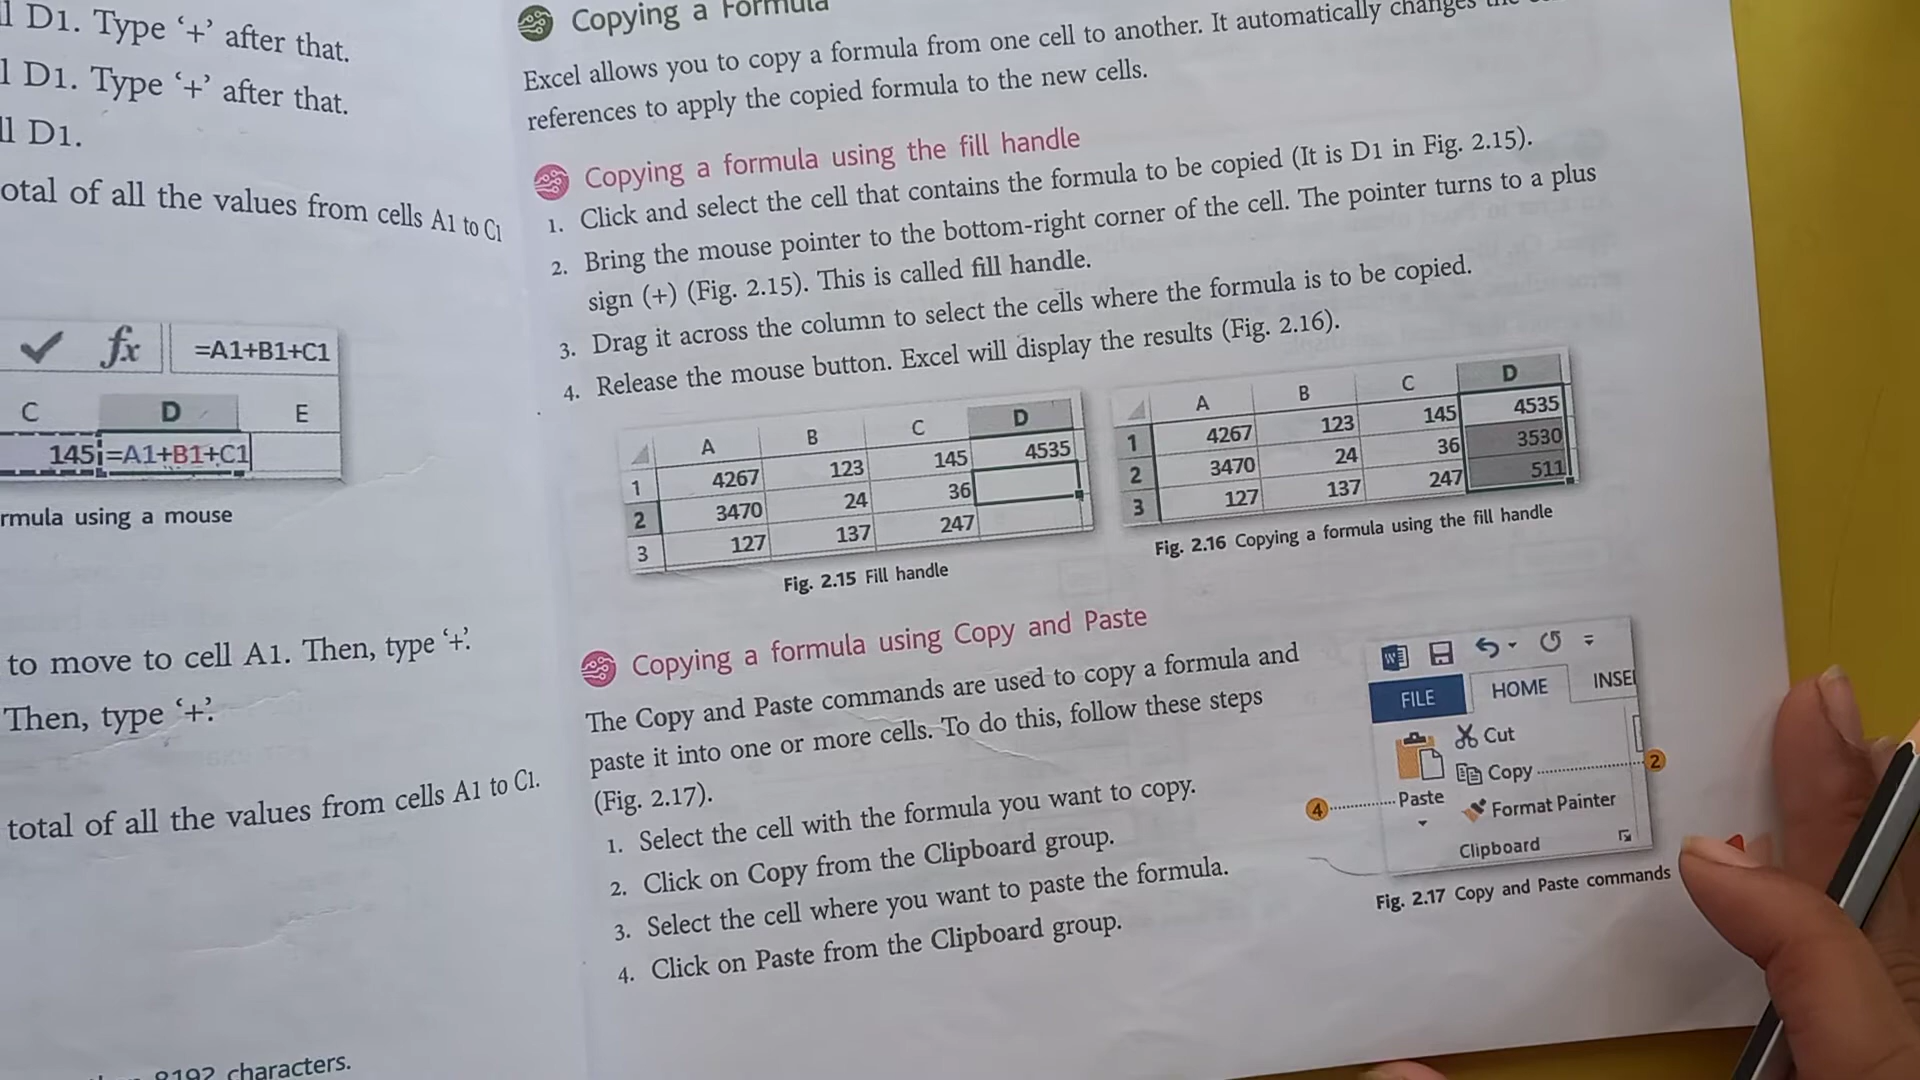 l D1. Type ‘+’ after that.
l D1. Type ‘+’ after that.
ll D1.
otal of all the values from cells A1 to C1
fx =A1+B1+C1
C D E
145 =A1+B1+C1
rmula using a mouse
to move to cell A1. Then, type ‘+’.
Then, type ‘+’.
total of all the values from cells A1 to C1.
8192 characters.
Copying a Formula
Excel allows you to copy a formula from one cell to another. It automatically changes the
references to apply the copied formula to the new cells.
Copying a formula using the fill handle
1. Click and select the cell that contains the formula to be copied (It is D1 in Fig. 2.15).
2. Bring the mouse pointer to the bottom-right corner of the cell. The pointer turns to a plus
sign (+) (Fig. 2.15). This is called fill handle.
3. Drag it across the column to select the cells where the formula is to be copied.
4. Release the mouse button. Excel will display the results (Fig. 2.16).
A B C D
1 4267 123 145 4535
2 3470 24 36
3 127 137 247
Fig. 2.15 Fill handle
A B C D
1 4267 123 145 4535
2 3470 24 36 3530
3 127 137 247 511
Fig. 2.16 Copying a formula using the fill handle
Copying a formula using Copy and Paste
The Copy and Paste commands are used to copy a formula and
paste it into one or more cells. To do this, follow these steps
(Fig. 2.17).
1. Select the cell with the formula you want to copy.
2. Click on Copy from the Clipboard group.
3. Select the cell where you want to paste the formula.
4. Click on Paste from the Clipboard group.
FILE HOME INSE
Cut
Copy 2
4 Paste
Format Painter
Clipboard
Fig. 2.17 Copy and Paste commands